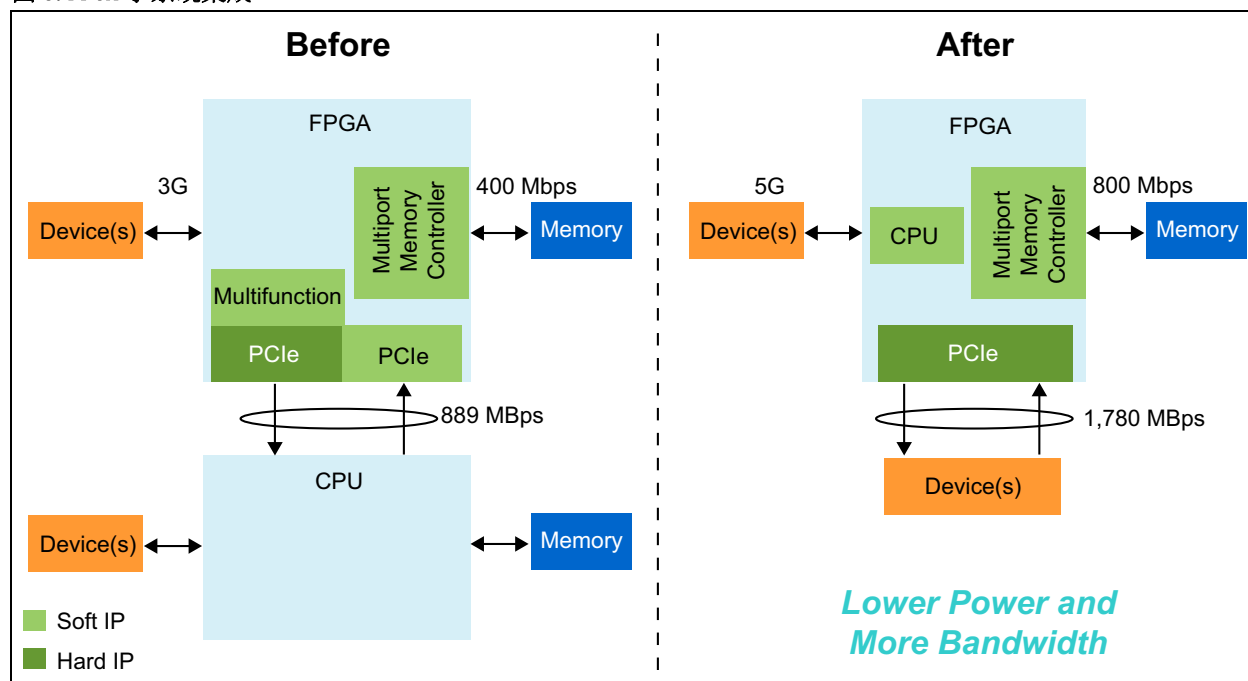 Before
FPGA
3G
Multiport
Memory
Controller
400 Mbps
Device(s)
Memory
Multifunction
PCIe
PCIe
889 MBps
CPU
Device(s)
Memory
Soft IP
Hard IP
After
FPGA
5G
CPU
Multiport
Memory
Controller
800 Mbps
Device(s)
Memory
PCIe
1,780 MBps
Device(s)
Lower Power and
More Bandwidth